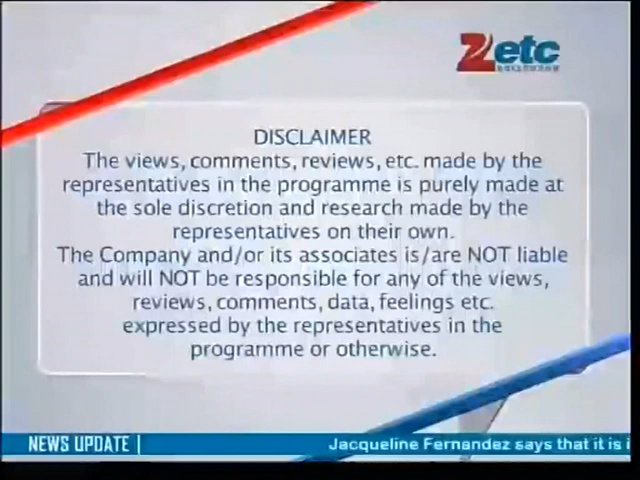 Zetc
BOLLYWOOD
DISCLAIMER
The views, comments, reviews, etc. made by the
representatives in the programme is purely made at
the sole discretion and research made by the
representatives on their own.
The Company and/or its associates is/are NOT liable
and will NOT be responsible for any of the views,
reviews, comments, data, feelings etc.
expressed by the representatives in the
programme or otherwise.
NEWS UPDATE
Jacqueline Fernandez says that it is i